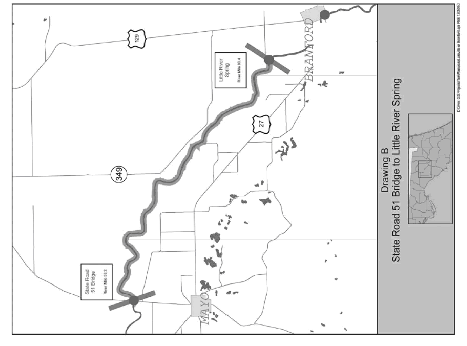 Drawing B
State Road 51 Bridge to Little River Spring
State Road
51 Bridge
Little River
Spring
BRANFORD
MAYO
349
27
129